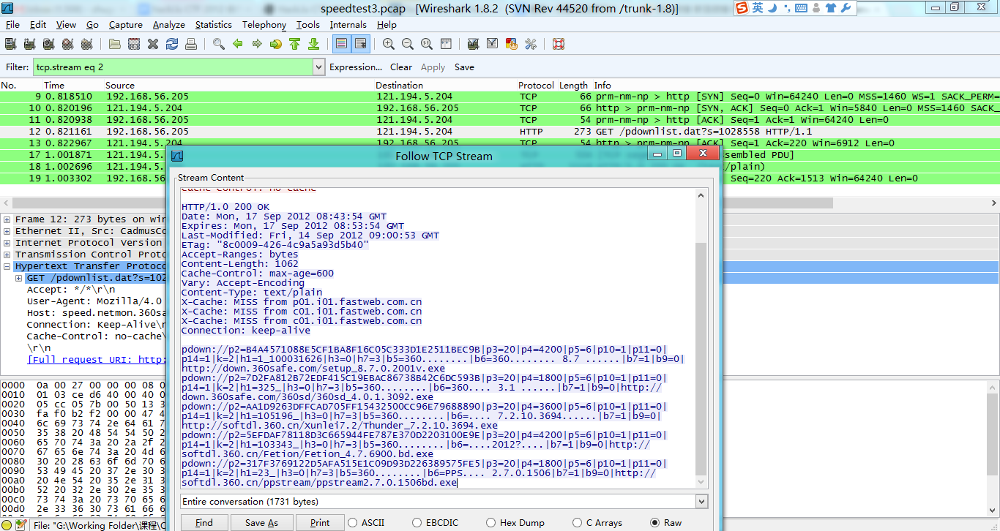 speedtest3.pcap [Wireshark 1.8.2 (SVN Rev 44520 from /trunk-1.8)]
英
File Edit View Go Capture Analyze Statistics Telephony Tools Internals Help
Filter: tcp.stream eq 2 Expression... Clear Apply Save
No. Time Source Destination Protocol Length Info
9 0.818510 192.168.56.205 121.194.5.204 TCP 66 prm-nm-np > http [SYN] Seq=0 Win=64240 Len=0 MSS=1460 WS=1 SACK_PERM=
10 0.820196 121.194.5.204 192.168.56.205 TCP 66 http > prm-nm-np [SYN, ACK] Seq=0 Ack=1 Win=5840 Len=0 MSS=1460 SACK_
11 0.820938 192.168.56.205 121.194.5.204 TCP 54 prm-nm-np > http [ACK] Seq=1 Ack=1 Win=64240 Len=0
12 0.821161 192.168.56.205 121.194.5.204 HTTP 273 GET /pdownlist.dat?s=1028558 HTTP/1.1
13 0.822967 121.194.5.204 192.168.56.205 TCP 54 http > prm-nm-np [ACK] Seq=1 Ack=220 Win=6912 Len=0
17 1.001871 121.194.5. sembled PDU]
18 1.002696 121.194.5. /plain)
19 1.003302 192.168.56 Seq=220 Ack=1513 Win=64240 Len=0
Frame 12: 273 bytes on wir
Ethernet II, Src: CadmusCo
Internet Protocol Version
Transmission Control Proto
Hypertext Transfer Protoco
GET /pdownlist.dat?s=102
Accept: */*\r\n
User-Agent: Mozilla/4.0
Host: speed.netmon.360sa
Connection: Keep-Alive\r
Cache-Control: no-cache\
\r\n
[Full request URI: http:
0000 0a 00 27 00 00 00 08 0
0010 01 03 ce d6 40 00 40 0
0020 05 cc 05 7b 00 50 13 3
0030 fa f0 b2 f2 00 00 47 4
0040 6c 69 73 74 2e 64 61 7
0050 35 38 20 48 54 54 50 2
0060 65 70 74 3a 20 2a 2f 2
0070 67 65 6e 74 3a 20 4d 6
0080 30 20 28 63 6f 6d 70 6
0090 53 49 45 20 37 2e 30 3
00a0 20 4e 54 20 35 2e 31 3
00b0 52 20 32 2e 30 2e 35 3
00c0 73 74 3a 20 73 70 65 6
00d0 2e 33 36 30 73 61 66 6
File: "G:\Working Folder\课程\C
Follow TCP Stream
Stream Content
Cache-Control: no-cache
HTTP/1.0 200 OK
Date: Mon, 17 Sep 2012 08:43:54 GMT
Expires: Mon, 17 Sep 2012 08:53:54 GMT
Last-Modified: Fri, 14 Sep 2012 09:00:53 GMT
ETag: "8c0009-426-4c9a5a93d5b40"
Accept-Ranges: bytes
Content-Length: 1062
Cache-Control: max-age=600
Vary: Accept-Encoding
Content-Type: text/plain
X-Cache: MISS from p01.i01.fastweb.com.cn
X-Cache: MISS from c01.i01.fastweb.com.cn
X-Cache: MISS from c01.i01.fastweb.com.cn
Connection: keep-alive
pdown://p2=B4A4571088E5CF1BA8F16C05C333D1E2511BEC9B|p3=20|p4=4200|p5=6|p10=1|p11=0|
p14=1|k=2|h1=1_100031626|h3=0|h7=3|b5=360........|b6=360........ 8.7 ......|b7=1|b9=0|
http://down.360safe.com/setup_8.7.0.2001v.exe
pdown://p2=7D2FA812B72EDF415C19EBAC86738B42C6DC593B|p3=20|p4=1800|p5=6|p10=1|p11=0|
p14=1|k=2|h1=325_|h3=0|h7=3|b5=360........|b6=360.... 3.1 ......|b7=1|b9=0|http://
down.360safe.com/360sd/360sd_4.0.1.3092.exe
pdown://p2=AA1D9263DFFCAD705FF15432500CC96E79688890|p3=20|p4=3600|p5=6|p10=1|p11=0|
p14=1|k=2|h1=105196_|h3=0|h7=3|b5=360........|b6=.... 7.2.10.3694......|b7=1|b9=0|
http://softdl.360.cn/Xunlei7.2/Thunder_7.2.10.3694.exe
pdown://p2=5EFDAF78118D3C665944FE787E370D2203100E9E|p3=20|p4=4200|p5=6|p10=1|p11=0|
p14=1|k=2|h1=103343_|h3=0|h7=3|b5=360........|b6=....2012?....|b7=1|b9=0|http://
softdl.360.cn/Fetion/Fetion_4.7.6900.bd.exe
pdown://p2=317F3769122D5AFA515E1C09D93D226389575FE5|p3=20|p4=1800|p5=6|p10=1|p11=0|
p14=1|k=2|h1=23_|h3=0|h7=3|b5=360........|b6=PPS.... 2.7.0.1506|b7=1|b9=0|http://
softdl.360.cn/ppstream/ppstream2.7.0.1506bd.exe
Entire conversation (1731 bytes)
Find Save As Print ASCII EBCDIC Hex Dump C Arrays Raw